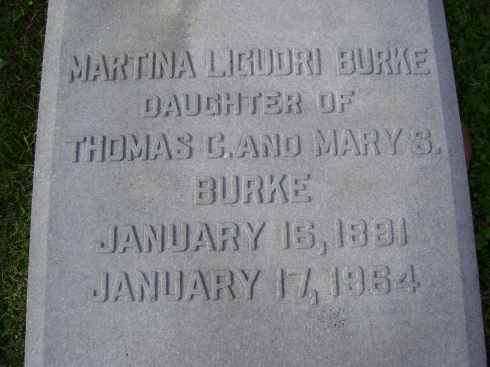 MARTINA LIGUORI BURKE
DAUGHTER OF
THOMAS C. AND MARY S.
BURKE
JANUARY 16, 1891
JANUARY 17, 1964